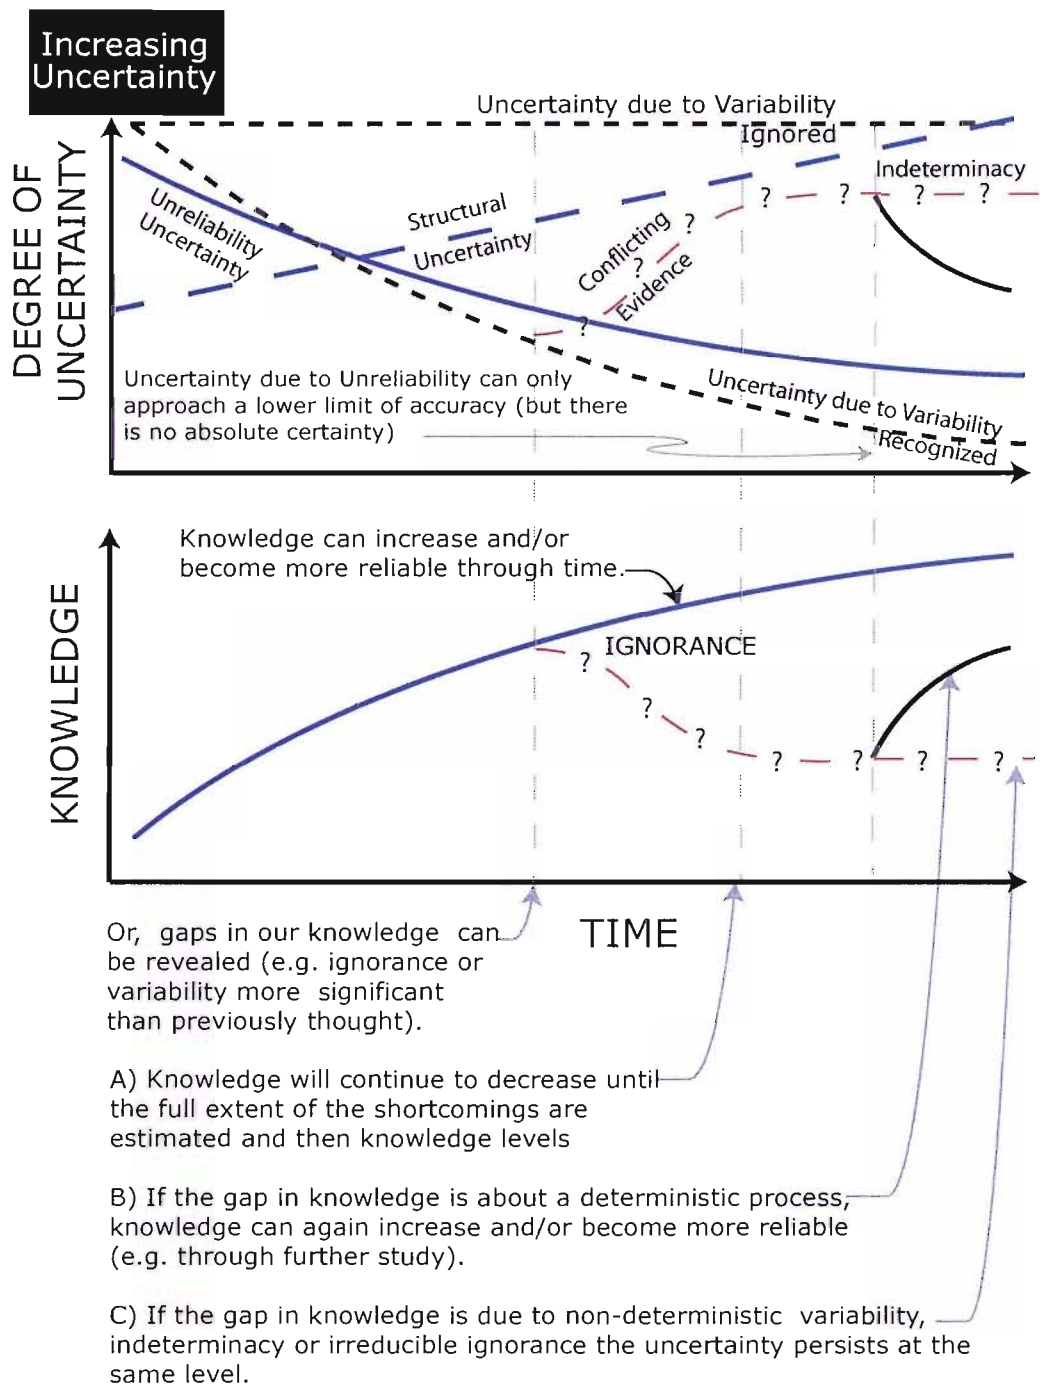 Increasing
Uncertainty
DEGREE OF
UNCERTAINTY
Uncertainty due to Variability
Ignored
Indeterminacy
? ? ? ?
Unreliability
Uncertainty
Structural
Uncertainty
Conflicting
?
?
Evidence
?
Uncertainty due to Unreliability can only
approach a lower limit of accuracy (but there
is no absolute certainty)
Uncertainty due to Variability
Recognized
KNOWLEDGE
Knowledge can increase and/or
become more reliable through time.
IGNORANCE
?
?
?
? ? ? ?
TIME
Or, gaps in our knowledge can
be revealed (e.g. ignorance or
variability more significant
than previously thought).
A) Knowledge will continue to decrease until
the full extent of the shortcomings are
estimated and then knowledge levels
B) If the gap in knowledge is about a deterministic process,
knowledge can again increase and/or become more reliable
(e.g. through further study).
C) If the gap in knowledge is due to non-deterministic variability,
indeterminacy or irreducible ignorance the uncertainty persists at the
same level.